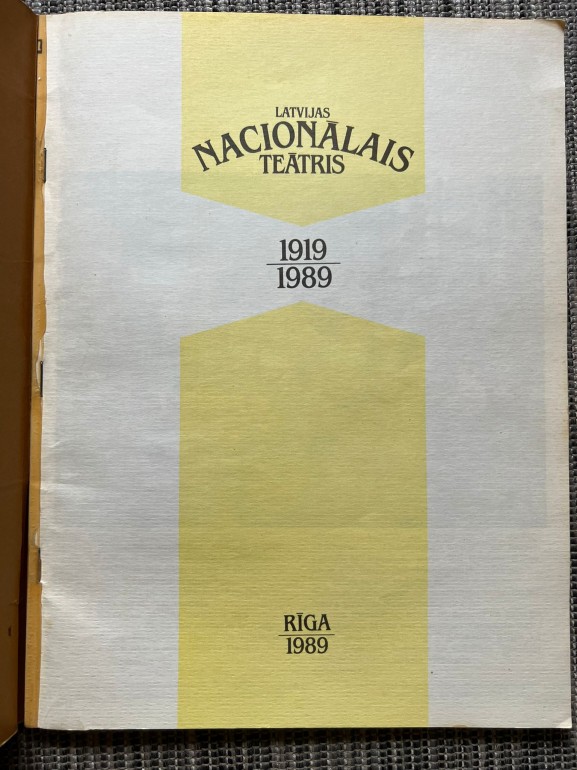 LATVIJAS
NACIONĀLAIS
TEĀTRIS
1919
1989
RĪGA
1989